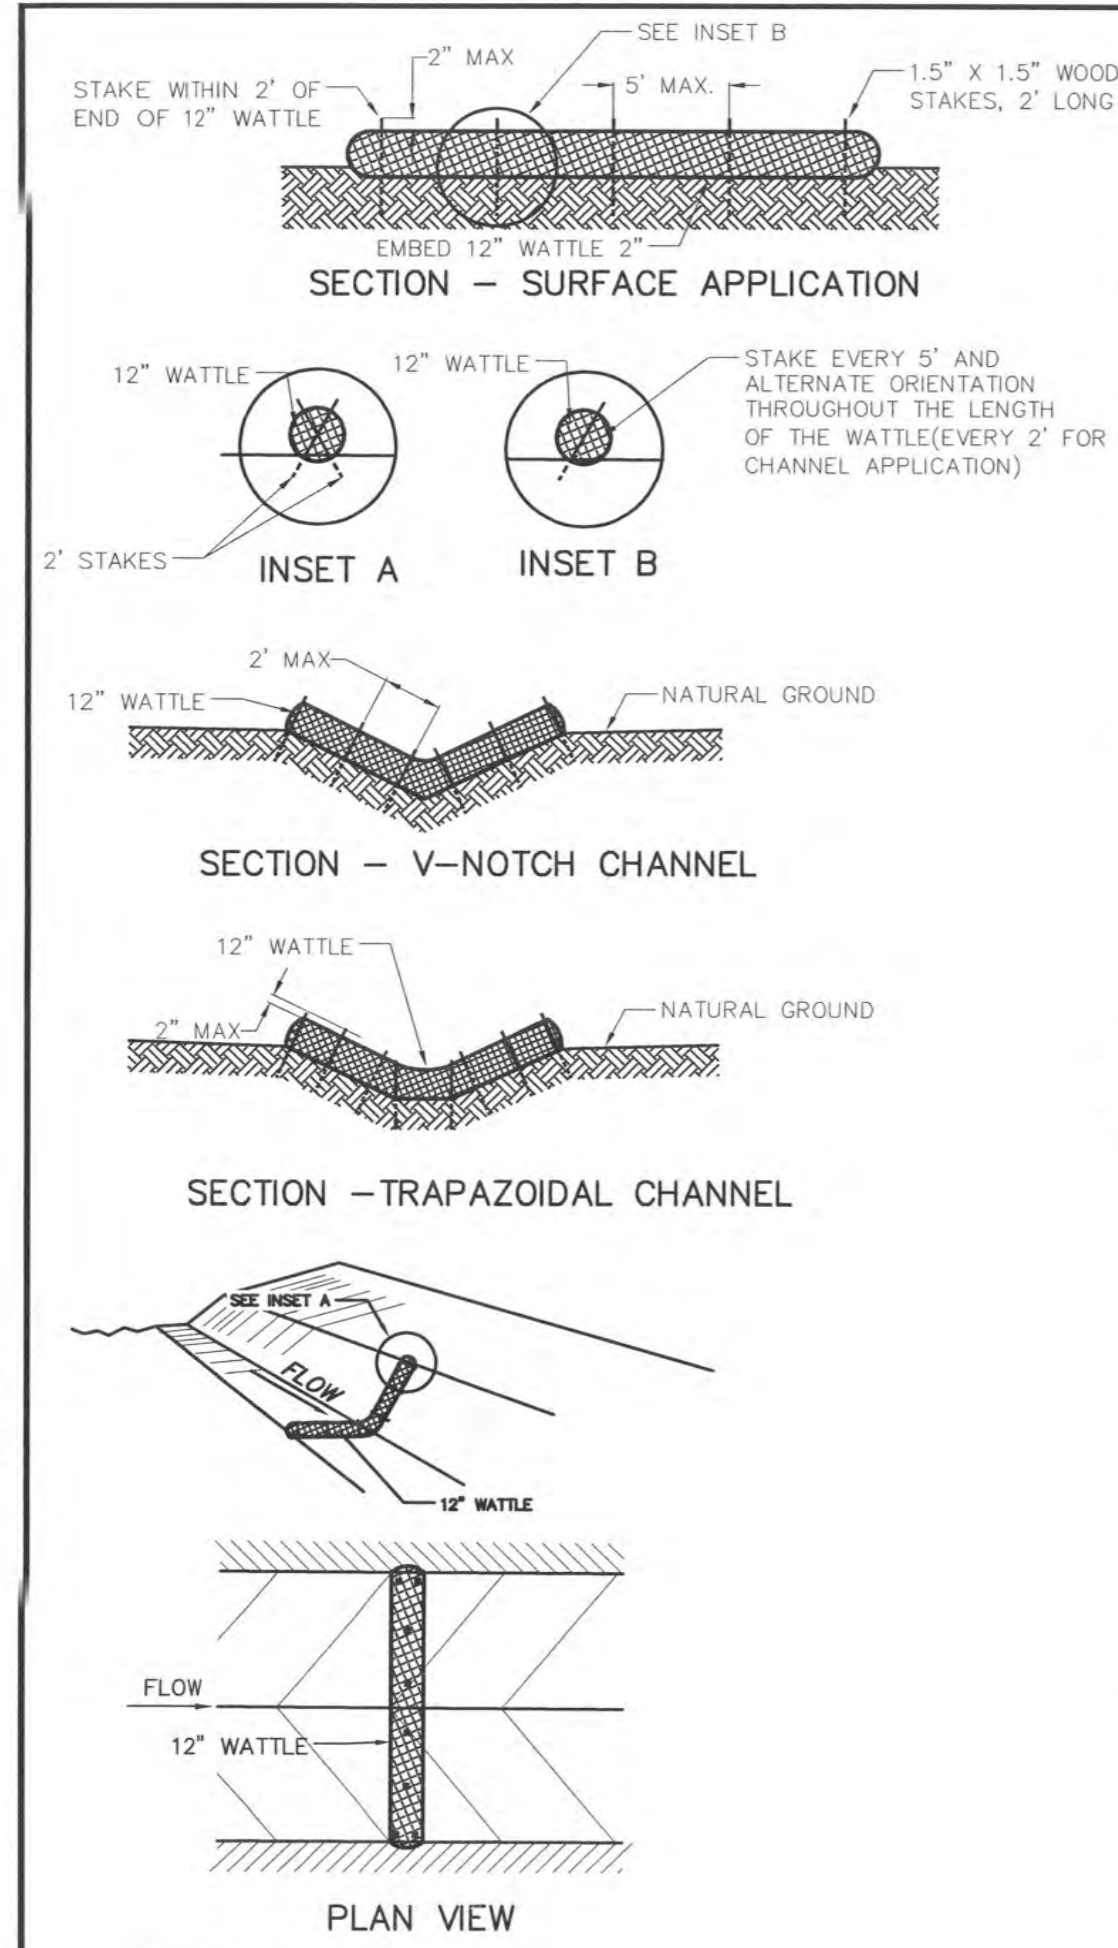 SEE INSET B
2" MAX
5' MAX.
1.5" X 1.5" WOOD
STAKES, 2' LONG
STAKE WITHIN 2' OF
END OF 12" WATTLE
EMBED 12" WATTLE 2"
SECTION – SURFACE APPLICATION
12" WATTLE
12" WATTLE
STAKE EVERY 5' AND
ALTERNATE ORIENTATION
THROUGHOUT THE LENGTH
OF THE WATTLE(EVERY 2' FOR
CHANNEL APPLICATION)
2' STAKES
INSET A
INSET B
2' MAX
12" WATTLE
NATURAL GROUND
SECTION – V–NOTCH CHANNEL
12" WATTLE
2" MAX
NATURAL GROUND
SECTION –TRAPAZOIDAL CHANNEL
SEE INSET A
FLOW
12" WATTLE
FLOW
12" WATTLE
PLAN VIEW